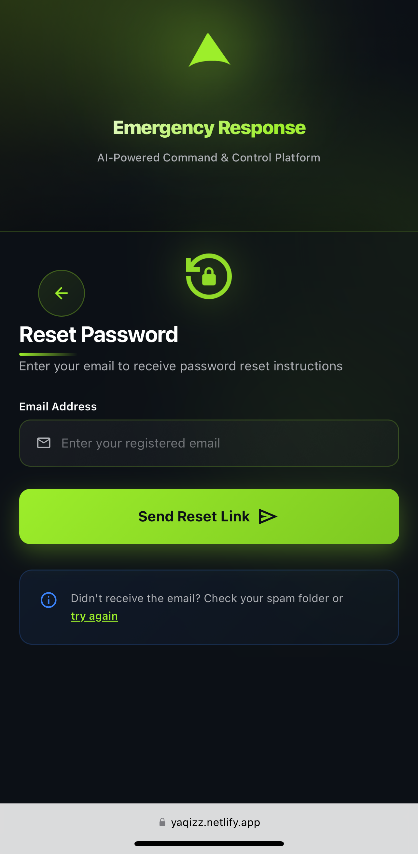 Emergency Response
AI-Powered Command & Control Platform
Reset Password
Enter your email to receive password reset instructions
Email Address
Enter your registered email
Send Reset Link
Didn't receive the email? Check your spam folder or
try again
yaqizz.netlify.app